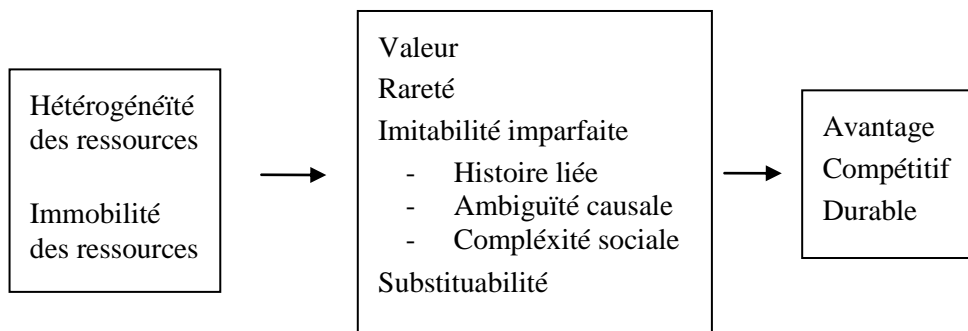 Hétérogénéïté
des ressources
Immobilité
des ressources
Valeur
Rareté
Imitabilité imparfaite
- Histoire liée
- Ambiguïté causale
- Compléxité sociale
Substituabilité
Avantage
Compétitif
Durable